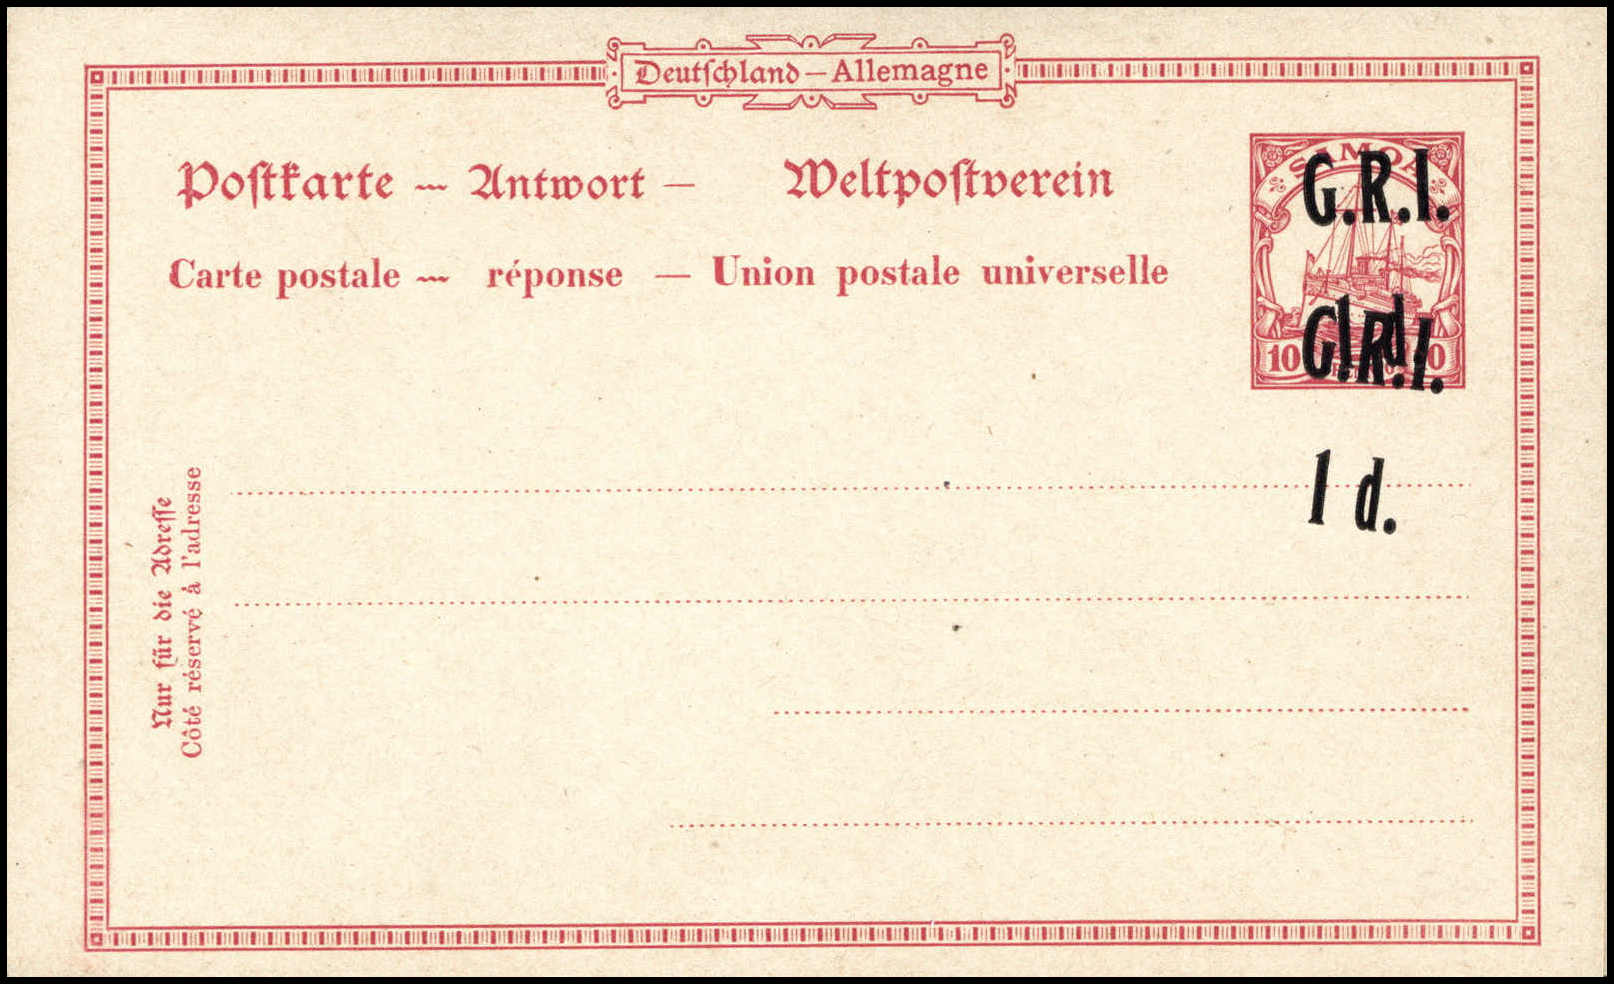 Deutschland — Allemagne
Postkarte — Antwort — Weltpostverein
Carte postale — réponse — Union postale universelle
SAMOA
G.R.I.
1 d.
G.R.I.
10
1 d.
Nur für die Adresse
Côté réservé à l'adresse